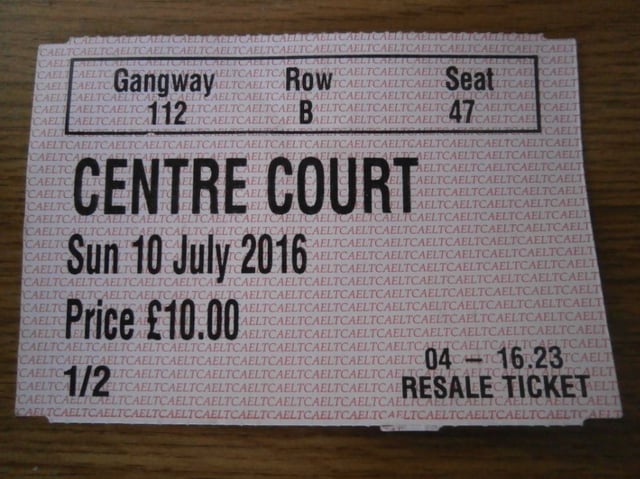 Gangway Row Seat
112 B 47
CENTRE COURT
Sun 10 July 2016
Price £10.00
1/2
04 – 16.23
RESALE TICKET